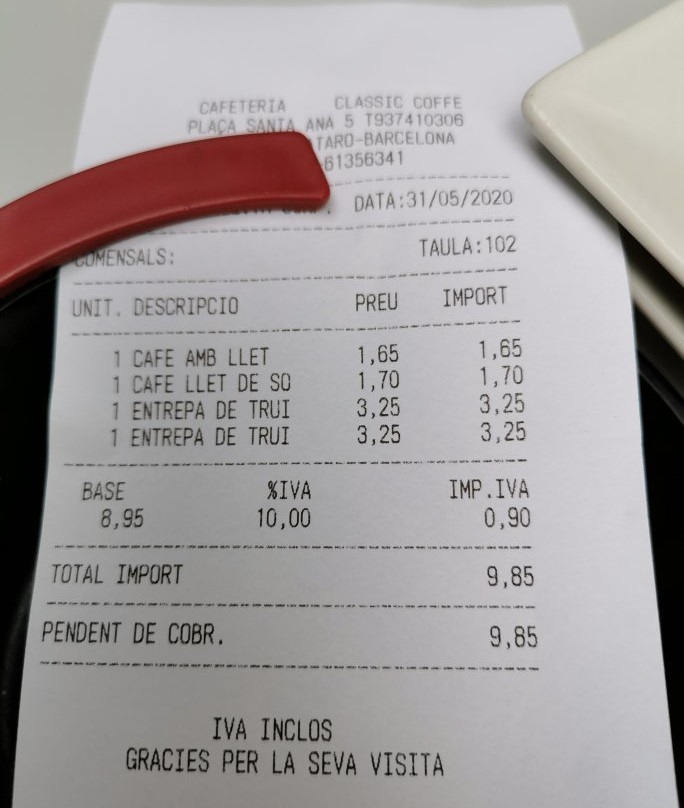 CAFETERIA CLASSIC COFFE
PLAÇA SANTA ANA 5 T937410306
TARO-BARCELONA
61356341
DATA:31/05/2020
COMENSALS: TAULA:102
UNIT. DESCRIPCIO PREU IMPORT
1 CAFE AMB LLET 1,65 1,65
1 CAFE LLET DE SO 1,70 1,70
1 ENTREPA DE TRUI 3,25 3,25
1 ENTREPA DE TRUI 3,25 3,25
BASE %IVA IMP.IVA
8,95 10,00 0,90
TOTAL IMPORT 9,85
PENDENT DE COBR. 9,85
IVA INCLOS
GRACIES PER LA SEVA VISITA